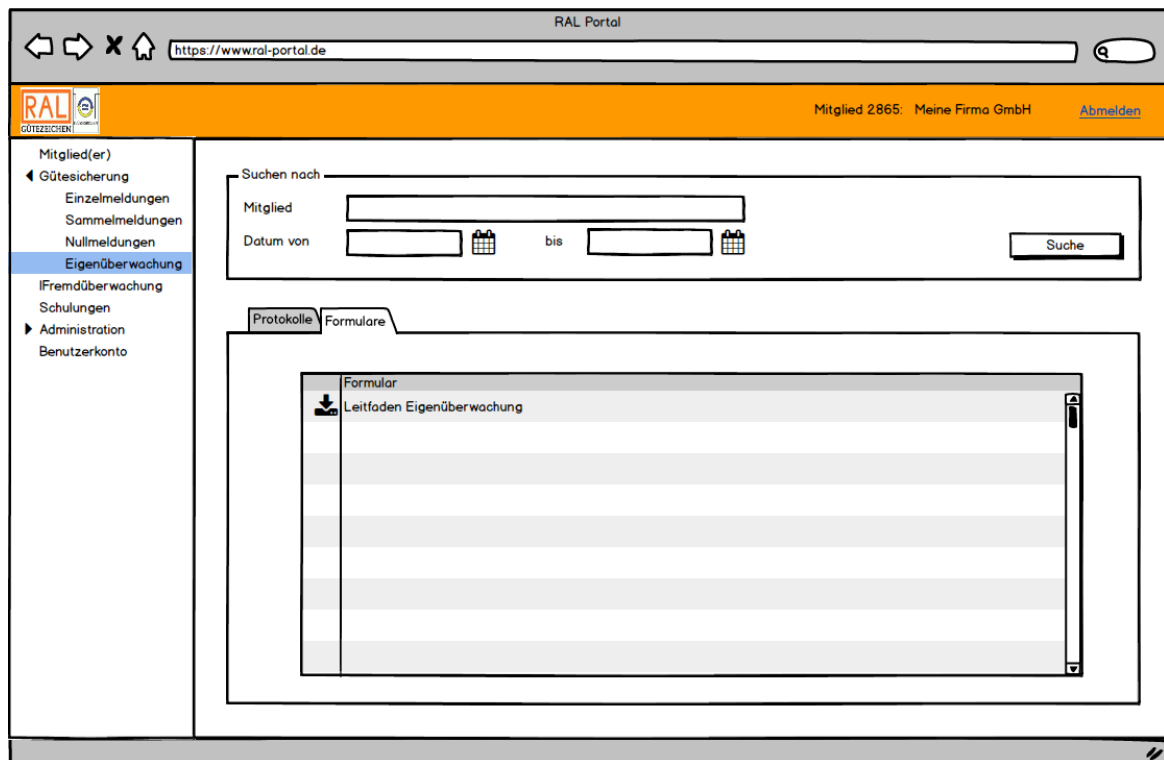 RAL Portal
https://www.ral-portal.de
RAL
GÜTEZEICHEN
Mitglied 2865: Meine Firma GmbH
Abmelden
Mitglied(er)
Gütesicherung
Einzelmeldungen
Sammelmeldungen
Nullmeldungen
Eigenüberwachung
IFremdüberwachung
Schulungen
Administration
Benutzerkonto
Suchen nach
Mitglied
Datum von
bis
Suche
Protokolle
Formulare
Formular
Leitfaden Eigenüberwachung